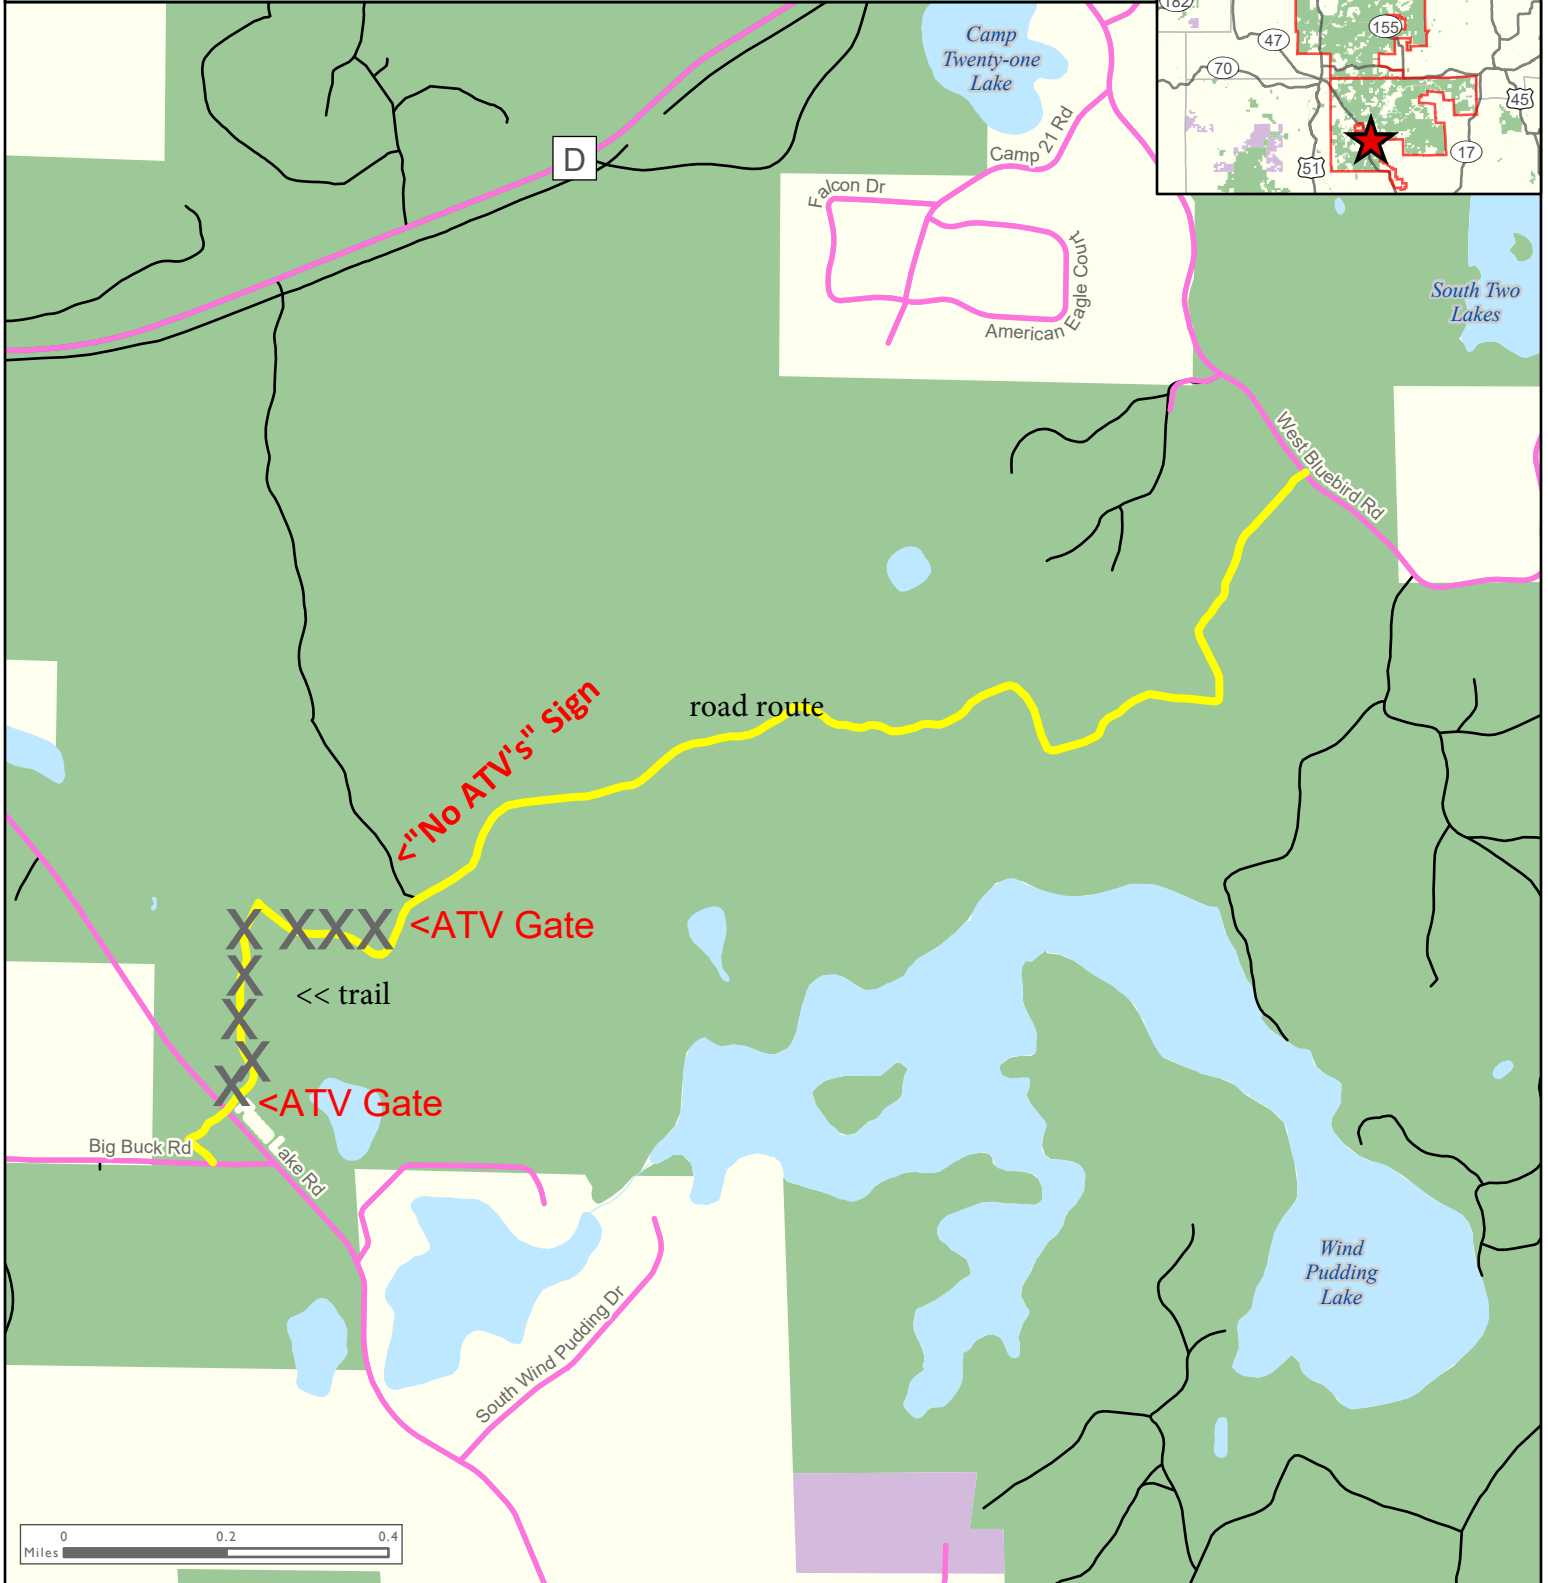 182
155
47
70
45
17
51
Camp
Twenty-one
Lake
D
Camp 21 Rd
Falcon Dr
American Eagle Court
South Two
Lakes
West Bluebird Rd
<"No ATV's" Sign
road route
<ATV Gate
<< trail
<ATV Gate
Big Buck Rd
Lake Rd
South Wind Pudding Dr
Wind
Pudding
Lake
0 0.2 0.4
Miles